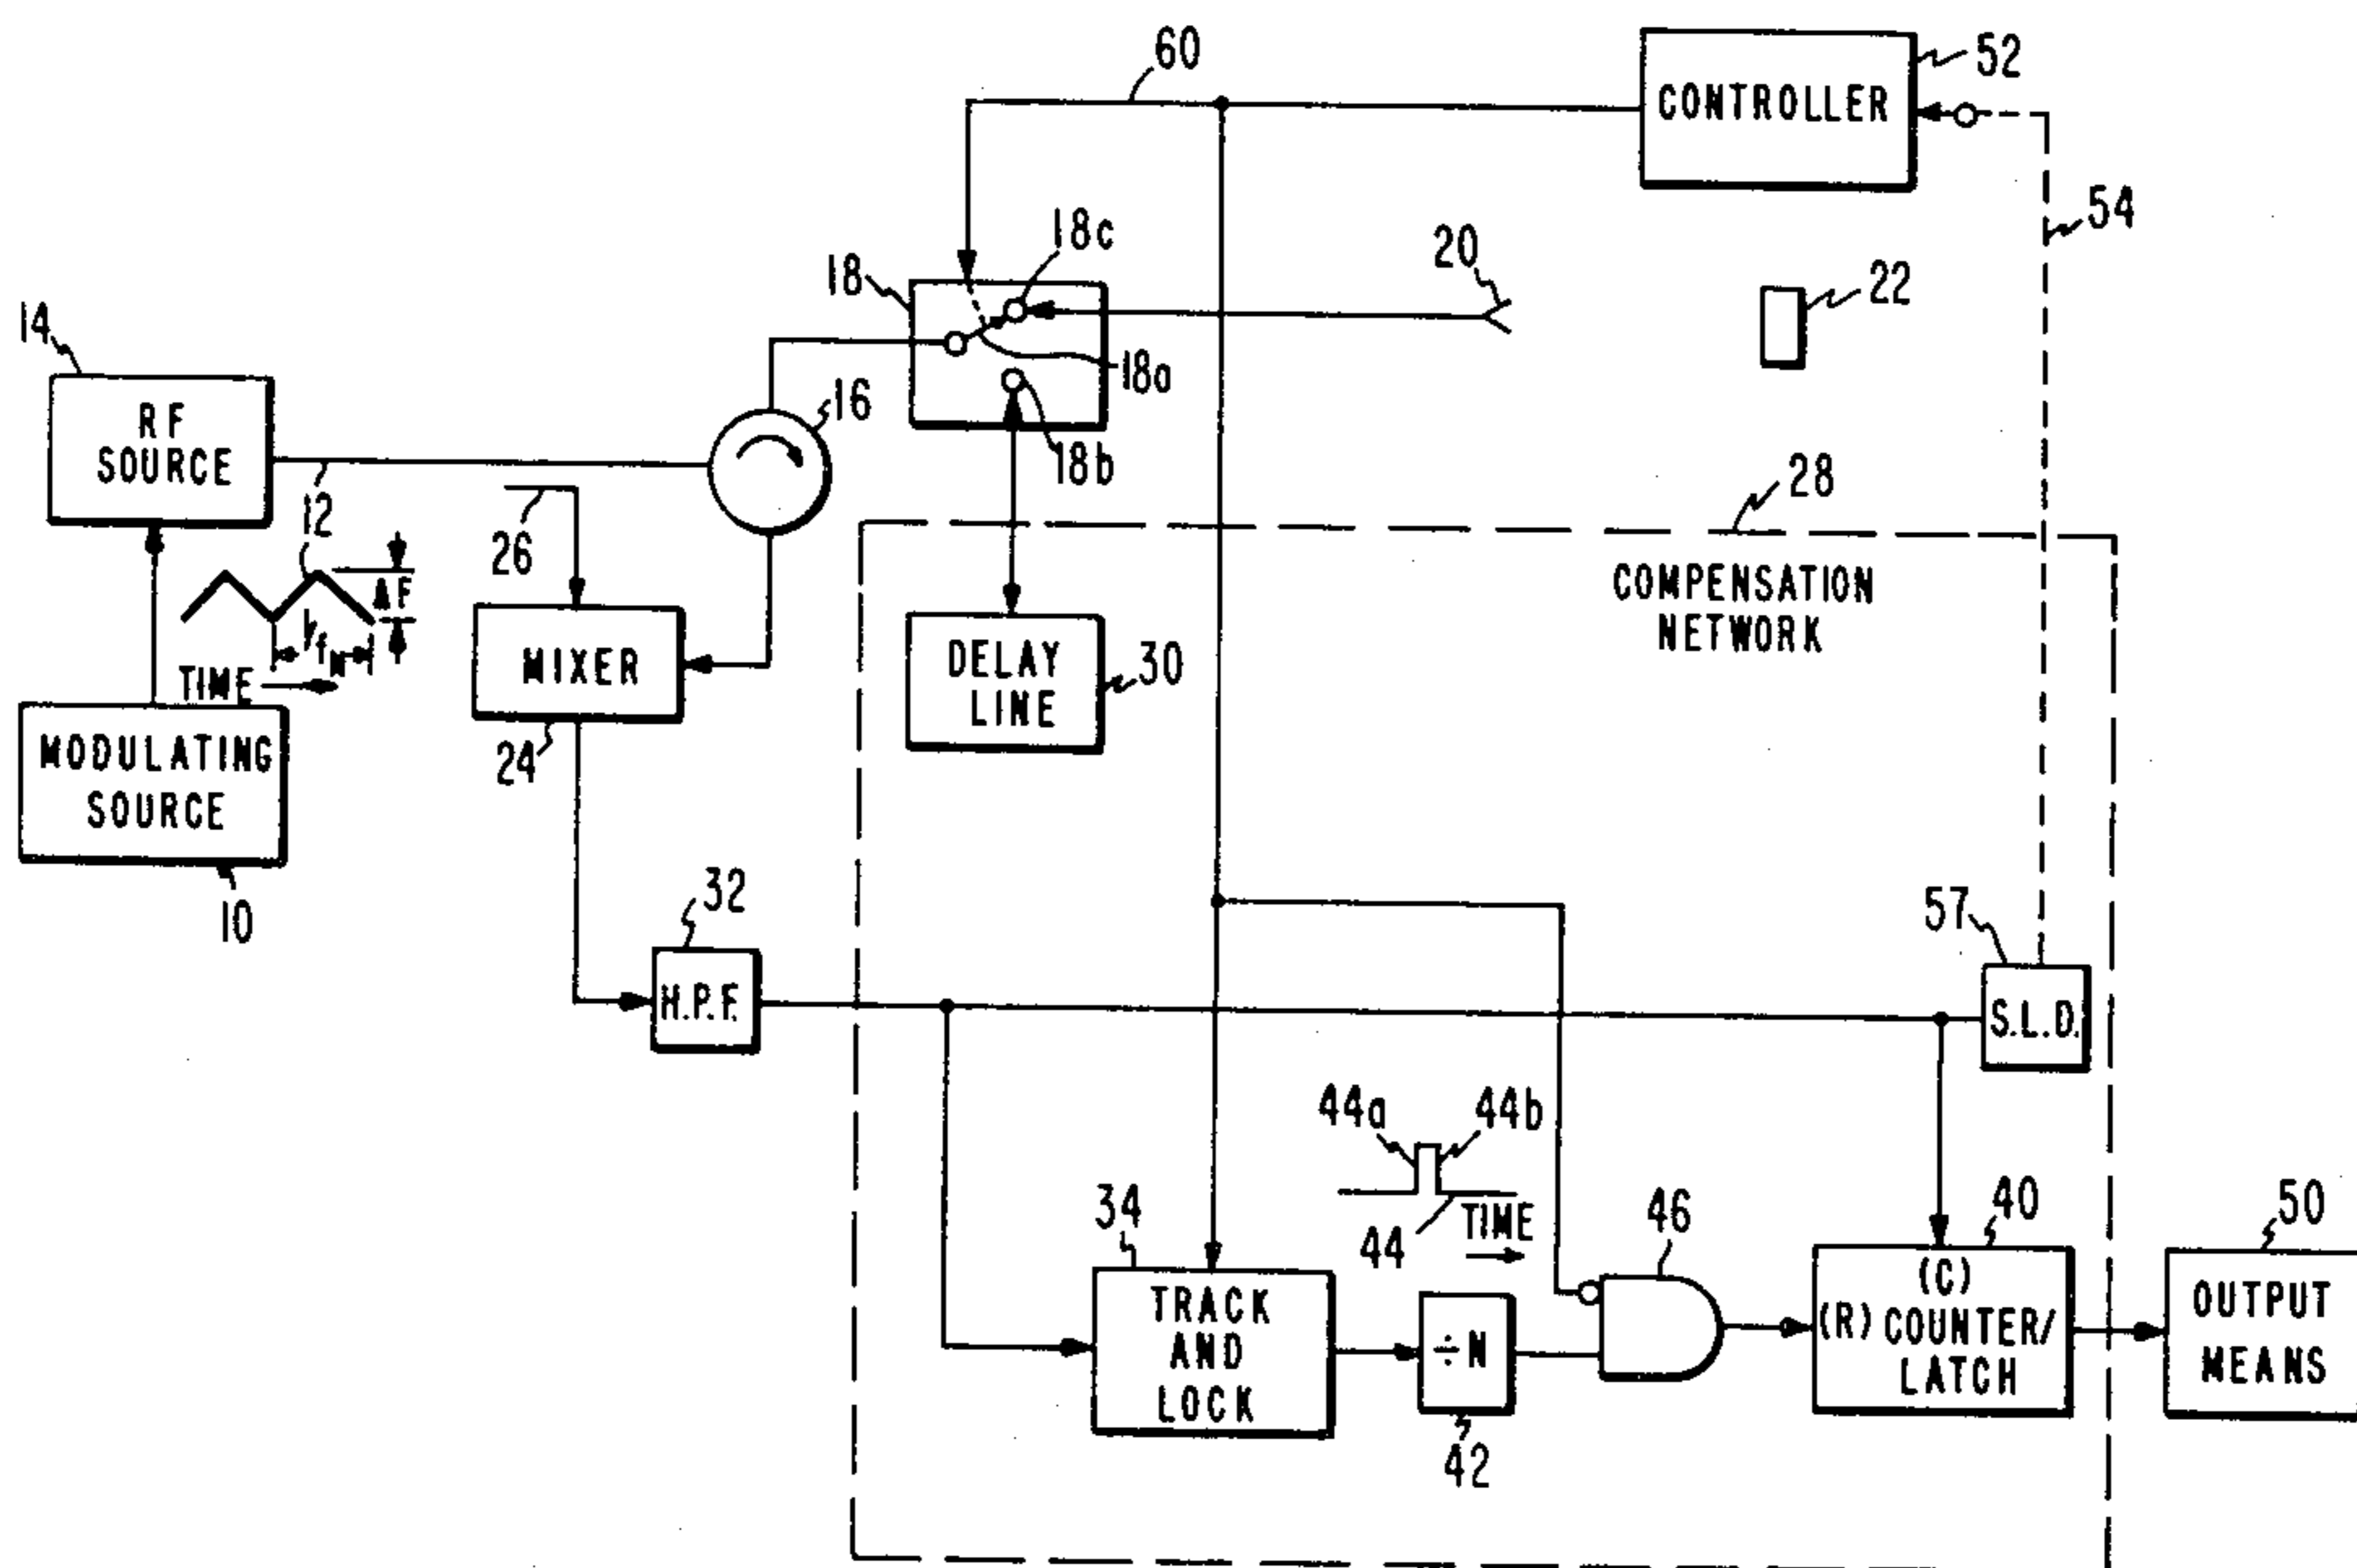 60
CONTROLLER
52
54
18
18c
20
22
18a
14
RF
SOURCE
16
18b
12
26
28
COMPENSATION
NETWORK
ΔF
TIME
MIXER
24
DELAY
LINE
30
MODULATING
SOURCE
10
32
H.P.F.
57
S.L.D.
44a
44b
44
TIME
34
TRACK
AND
LOCK
÷N
42
46
40
(C)
(R) COUNTER/
LATCH
50
OUTPUT
MEANS